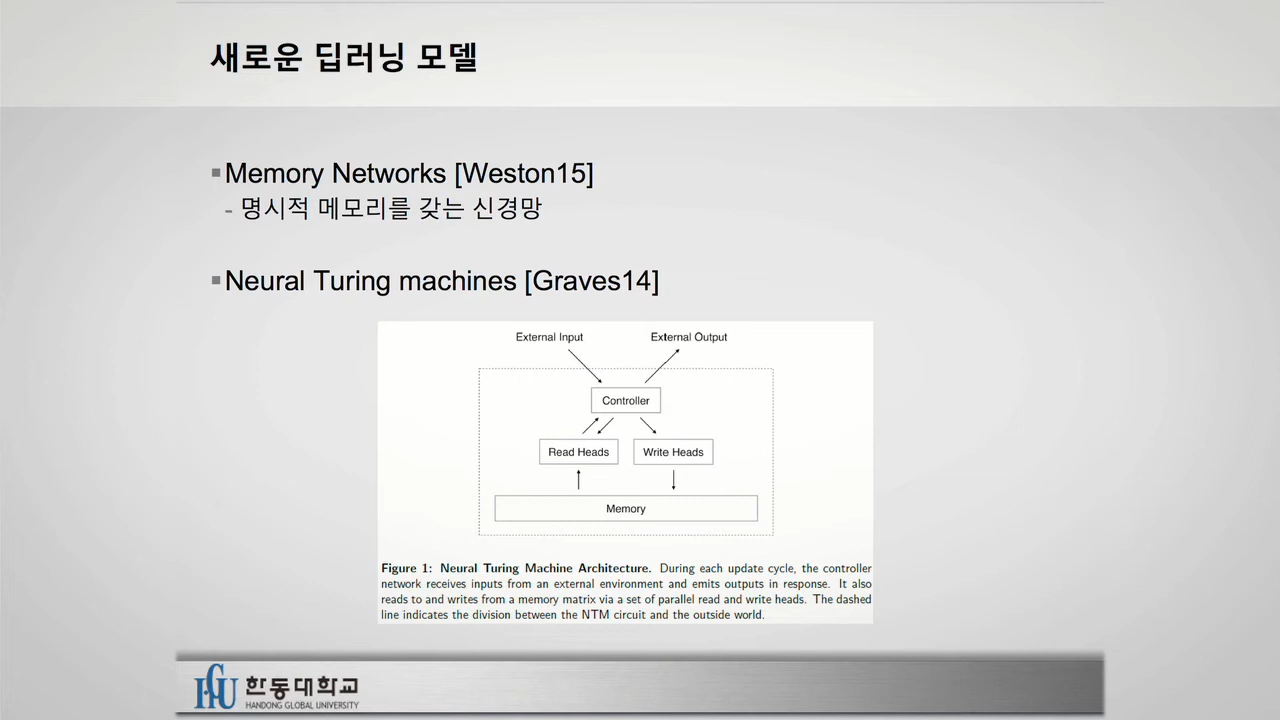 새로운 딥러닝 모델
▪Memory Networks [Weston15]
- 명시적 메모리를 갖는 신경망
▪Neural Turing machines [Graves14]
External Input External Output
Controller
Read Heads Write Heads
Memory
Figure 1: Neural Turing Machine Architecture. During each update cycle, the controller
network receives inputs from an external environment and emits outputs in response. It also
reads to and writes from a memory matrix via a set of parallel read and write heads. The dashed
line indicates the division between the NTM circuit and the outside world.
HGU 한동대학교
HANDONG GLOBAL UNIVERSITY